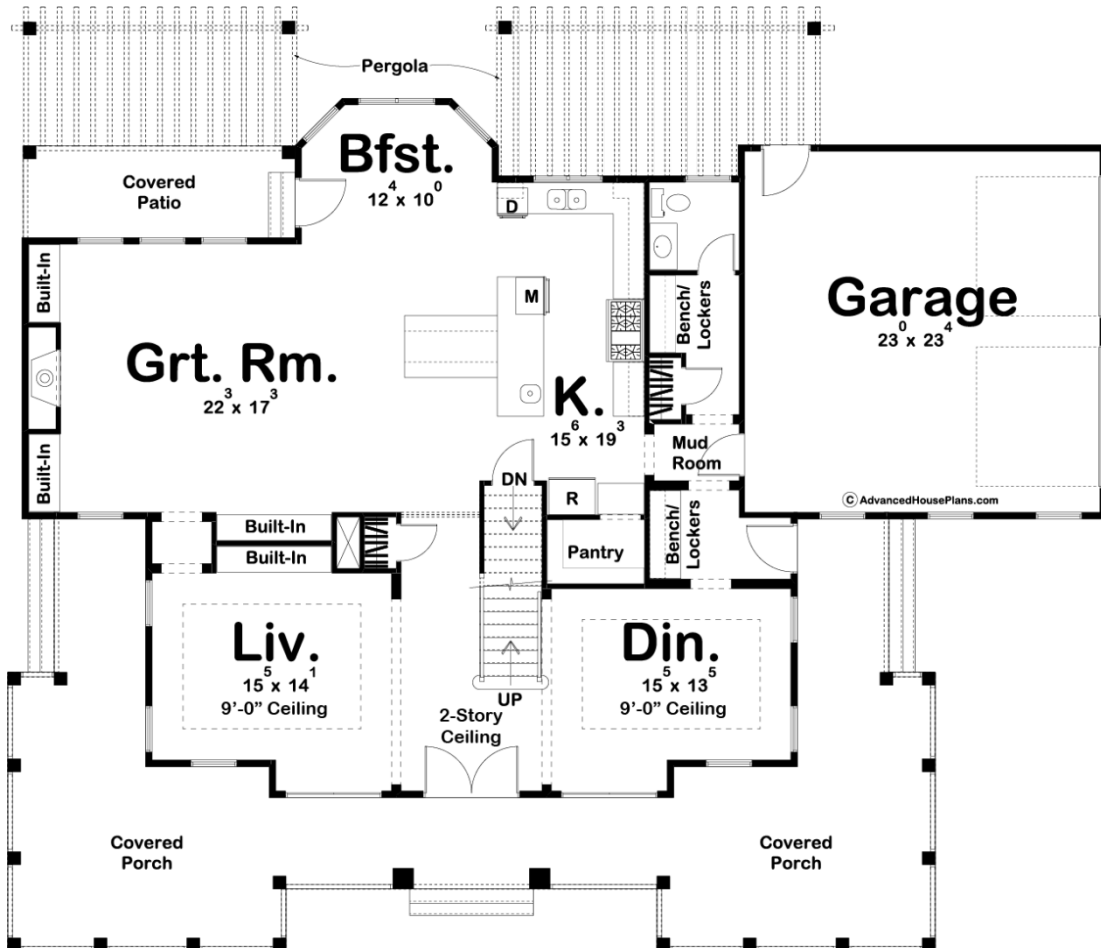 Pergola
Bfst.
12⁴ x 10⁰
Covered
Patio
D
Built-In
M
Bench/
Lockers
Garage
23⁰ x 23⁴
Grt. Rm.
22³ x 17³
K.
15⁶ x 19³
Mud
Room
Built-In
DN
R
© AdvancedHousePlans.com
Built-In
Built-In
Pantry
Bench/
Lockers
Liv.
15⁵ x 14¹
9'-0" Ceiling
UP
2-Story
Ceiling
Din.
15⁵ x 13⁵
9'-0" Ceiling
Covered
Porch
Covered
Porch